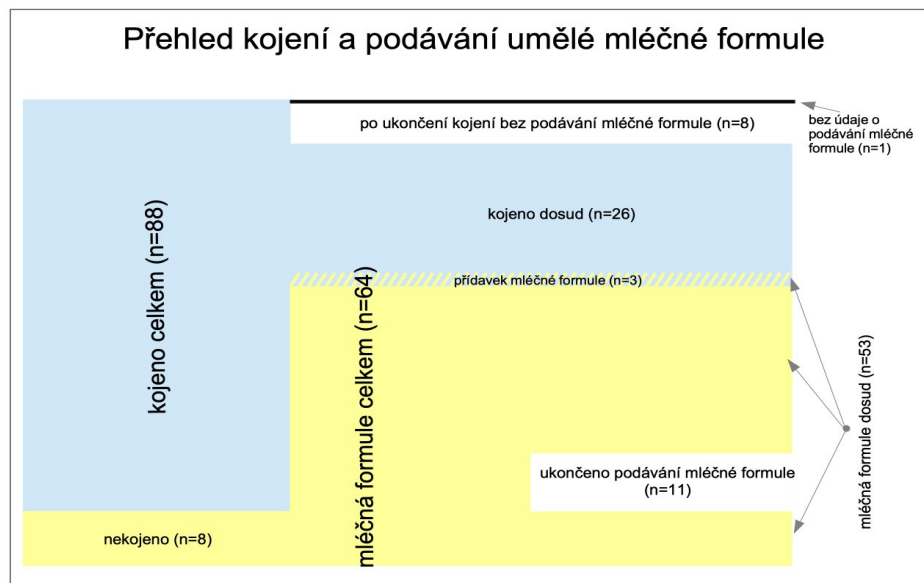 Přehled kojení a podávání umělé mléčné formule
po ukončení kojení bez podávání mléčné formule (n=8)
bez údaje o
podávání mléčné
formule (n=1)
kojeno celkem (n=88)
kojeno dosud (n=26)
přídavek mléčné formule (n=3)
mléčná formule celkem (n=64)
mléčná formule dosud (n=53)
ukončeno podávání mléčné formule
(n=11)
nekojeno (n=8)